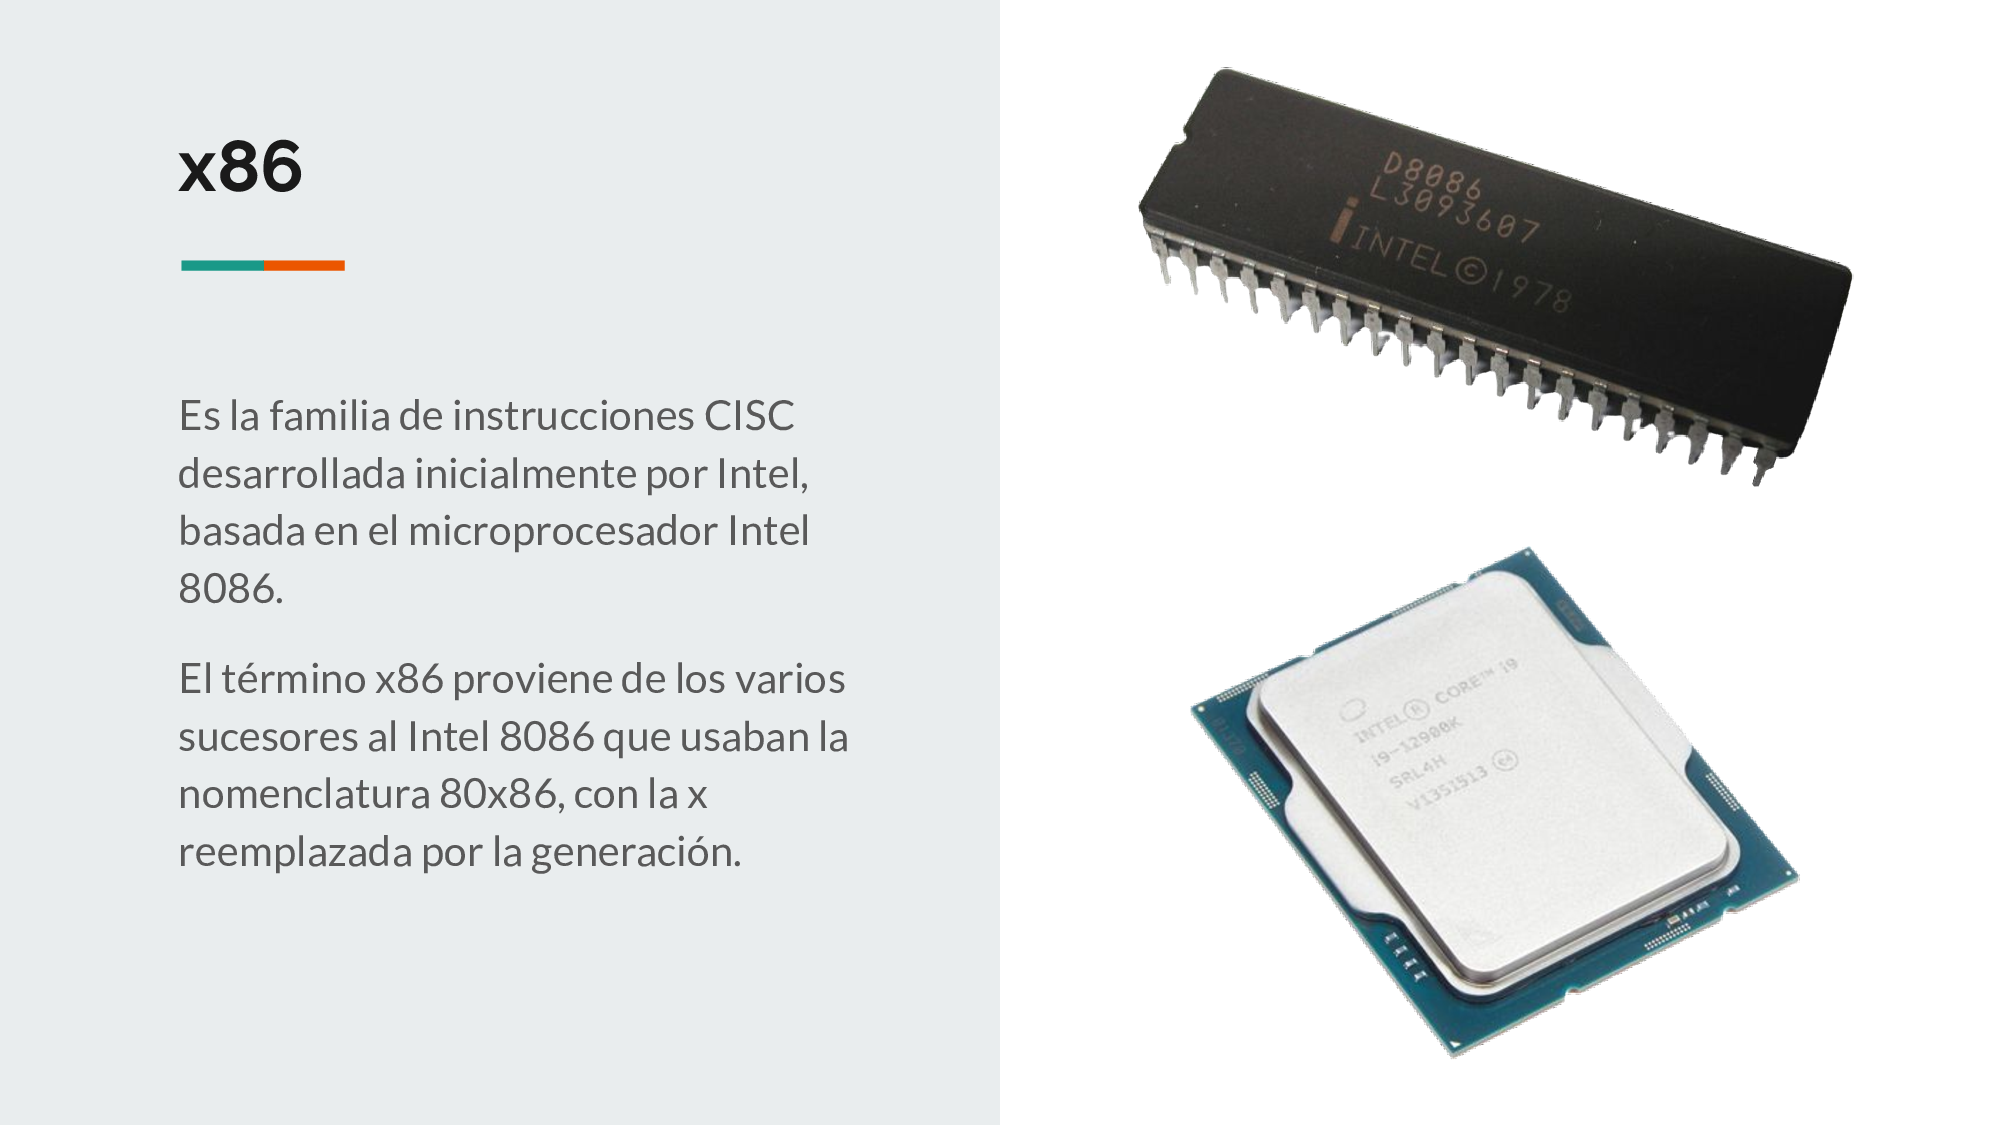 x86
Es la familia de instrucciones CISC
desarrollada inicialmente por Intel,
basada en el microprocesador Intel
8086.
El término x86 proviene de los varios
sucesores al Intel 8086 que usaban la
nomenclatura 80x86, con la x
reemplazada por la generación.
D8086
L3093607
i INTEL © 1978
INTEL® CORE™ i9
i9-12900K
SRL4H
V135I513 e4